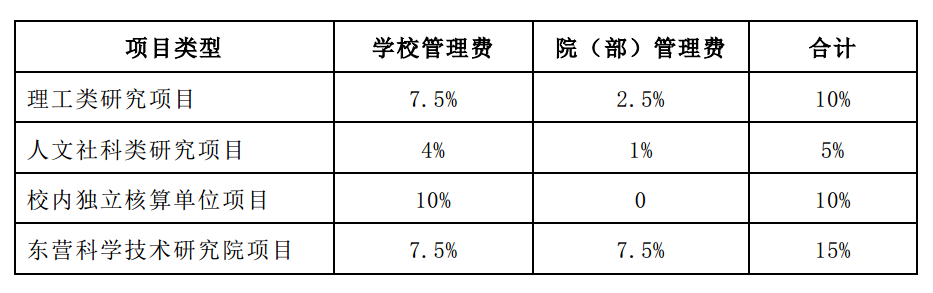 项目类型 学校管理费 院（部）管理费 合计
理工类研究项目 7.5% 2.5% 10%
人文社科类研究项目 4% 1% 5%
校内独立核算单位项目 10% 0 10%
东营科学技术研究院项目 7.5% 7.5% 15%